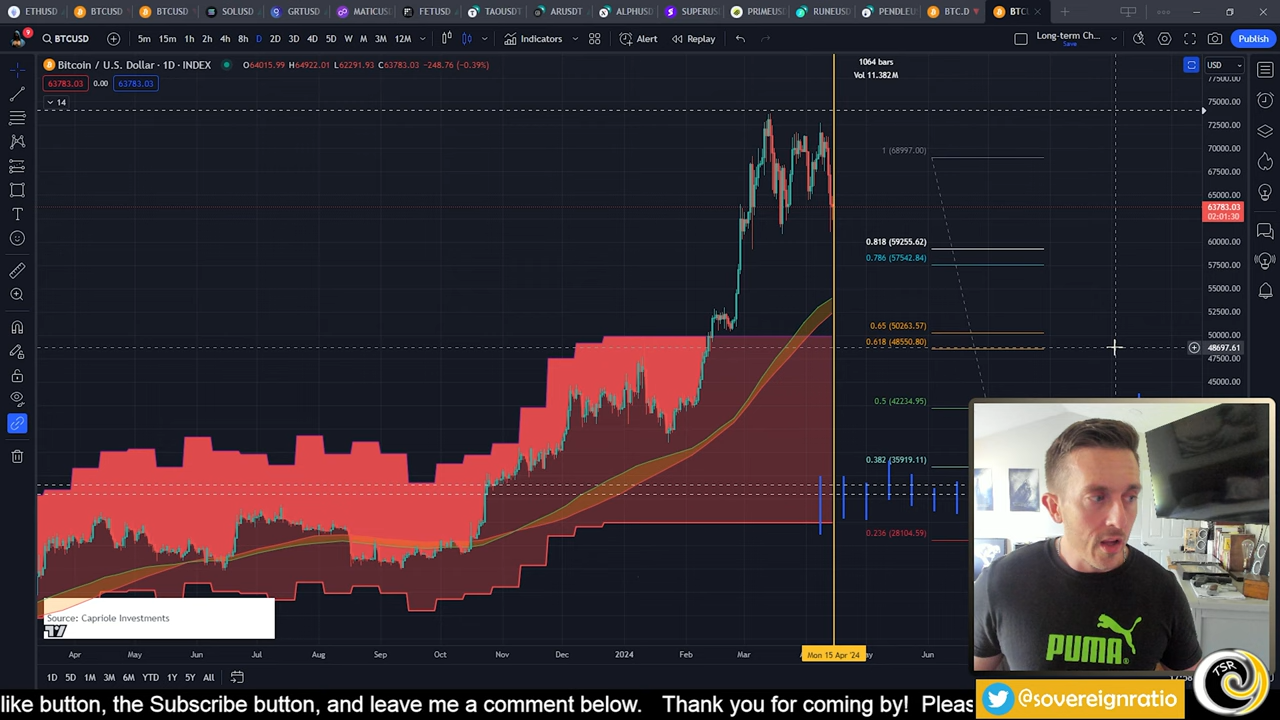 ETHUSD BTCUSD BTCUSD SOLUSD GRTUSD MATICUS FETUSD TAOUSDT ARUSDT ALPHUSD SUPERUS PRIMEUS RUNEUS PENDLEU BTC.D BTC
9 BTCUSD 5m 15m 1h 2h 4h 8h D 2D 3D 4D 5D W M 3M 12M Indicators Alert Replay Long-term Ch... Save Publish
Bitcoin / U.S. Dollar · 1D · INDEX O64015.99 H64922.01 L62291.93 C63783.03 -248.76 (-0.39%)
63783.03 0.00 63783.03
14
1064 bars
Vol 11.382M
USD
77500.00
75000.00
72500.00
70000.00
67500.00
65000.00
63783.03
02:01:30
60000.00
57500.00
55000.00
52500.00
50000.00
48697.61
47500.00
45000.00
1 (68997.00)
0.818 (59255.62)
0.786 (57542.84)
0.65 (50263.57)
0.618 (48550.80)
0.5 (42234.95)
0.382 (35919.11)
0.236 (28104.59)
Source: Capriole Investments
Apr May Jun Jul Aug Sep Oct Nov Dec 2024 Feb Mar Mon 15 Apr '24 Jun
1D 5D 1M 3M 6M YTD 1Y 5Y All
PUMA
TSR
like button, the Subscribe button, and leave me a comment below. Thank you for coming by! Pleas
@sovereignratio